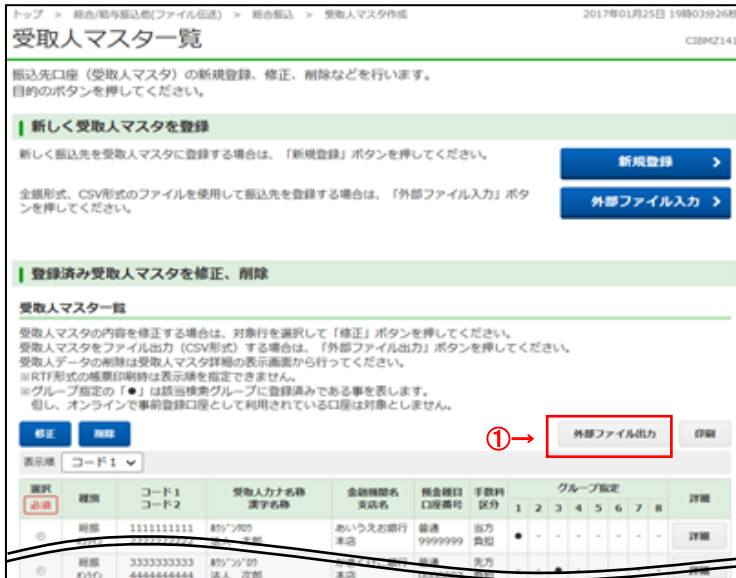 トップ > 総合/給与振込他(ファイル伝送) > 総合振込 > 受取人マスタ作成
2017年01月25日 19時03分26秒
受取人マスタ一覧
CIBMZ141
振込先口座（受取人マスタ）の新規登録、修正、削除などを行います。
目的のボタンを押してください。
新しく受取人マスタを登録
新しく振込先を受取人マスタに登録する場合は、「新規登録」ボタンを押してください。
新規登録 >
全銀形式、CSV形式のファイルを使用して振込先を登録する場合は、「外部ファイル入力」ボタ
ンを押してください。
外部ファイル入力 >
登録済み受取人マスタを修正、削除
受取人マスタ一覧
受取人マスタの内容を修正する場合は、対象行を選択して「修正」ボタンを押してください。
受取人マスタをファイル出力（CSV形式）する場合は、「外部ファイル出力」ボタンを押してください。
受取人データの削除は受取人マスタ詳細の表示画面から行ってください。
※RTF形式の帳票印刷時は表示順を指定できません。
※グループ指定の「●」は該当検索グループに登録済みである事を表します。
但し、オンラインで事前登録口座として利用されている口座は対象としません。
修正 削除 ①→ 外部ファイル出力 印刷
表示順 コード1
選択 必須 種別 コード1 コード2 受取人カナ名称 漢字名称 金融機関名 支店名 預金種目 口座番号 手数料 区分 グループ指定 1 2 3 4 5 6 7 8 詳細
総振 1111111111 あいうえお銀行 普通 当方 ● - - - - - - - 詳細
2222222222 法人 太郎 本店 9999999 負担
総振 3333333333 銀行 普通 先方 詳細
4444444444 法人 次郎 本店 負担